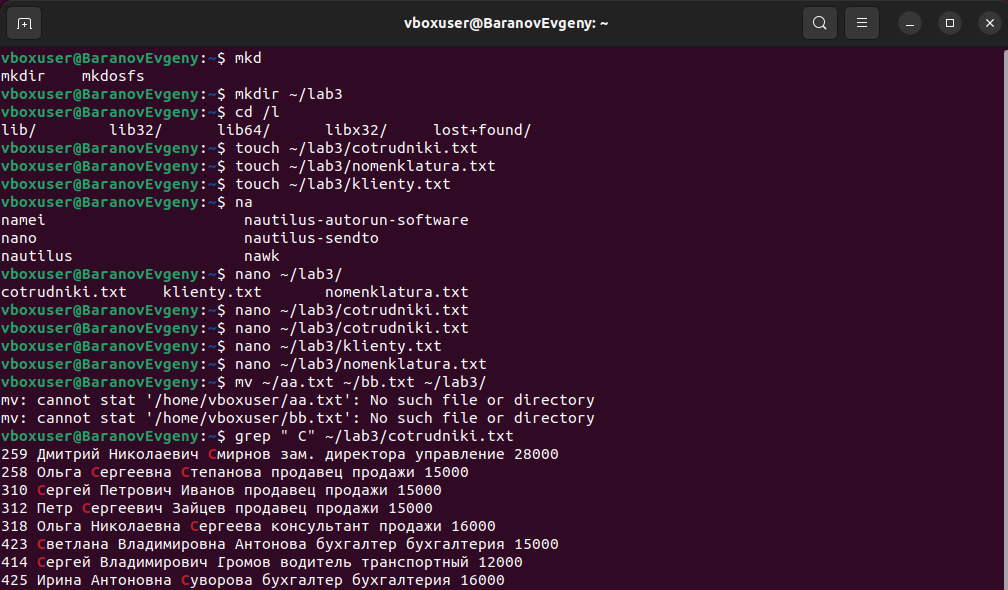 vboxuser@BaranovEvgeny: ~
vboxuser@BaranovEvgeny:~$ mkd
mkdir    mkdosfs
vboxuser@BaranovEvgeny:~$ mkdir ~/lab3
vboxuser@BaranovEvgeny:~$ cd /l
lib/        lib32/      lib64/      libx32/     lost+found/
vboxuser@BaranovEvgeny:~$ touch ~/lab3/cotrudniki.txt
vboxuser@BaranovEvgeny:~$ touch ~/lab3/nomenklatura.txt
vboxuser@BaranovEvgeny:~$ touch ~/lab3/klienty.txt
vboxuser@BaranovEvgeny:~$ na
namei                      nautilus-autorun-software
nano                       nautilus-sendto
nautilus                   nawk
vboxuser@BaranovEvgeny:~$ nano ~/lab3/
cotrudniki.txt    klienty.txt       nomenklatura.txt
vboxuser@BaranovEvgeny:~$ nano ~/lab3/cotrudniki.txt
vboxuser@BaranovEvgeny:~$ nano ~/lab3/cotrudniki.txt
vboxuser@BaranovEvgeny:~$ nano ~/lab3/klienty.txt
vboxuser@BaranovEvgeny:~$ nano ~/lab3/nomenklatura.txt
vboxuser@BaranovEvgeny:~$ mv ~/aa.txt ~/bb.txt ~/lab3/
mv: cannot stat '/home/vboxuser/aa.txt': No such file or directory
mv: cannot stat '/home/vboxuser/bb.txt': No such file or directory
vboxuser@BaranovEvgeny:~$ grep " С" ~/lab3/cotrudniki.txt
259 Дмитрий Николаевич Смирнов зам. директора управление 28000
258 Ольга Сергеевна Степанова продавец продажи 15000
310 Сергей Петрович Иванов продавец продажи 15000
312 Петр Сергеевич Зайцев продавец продажи 15000
318 Ольга Николаевна Сергеева консультант продажи 16000
423 Светлана Владимировна Антонова бухгалтер бухгалтерия 15000
414 Сергей Владимирович Громов водитель транспортный 12000
425 Ирина Антоновна Суворова бухгалтер бухгалтерия 16000